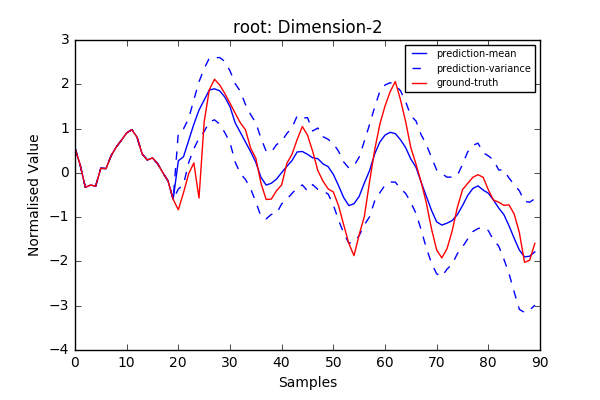 root: Dimension-2
prediction-mean
prediction-variance
ground-truth
Normalised Value
3
2
1
0
−1
−2
−3
−4
0 10 20 30 40 50 60 70 80 90
Samples